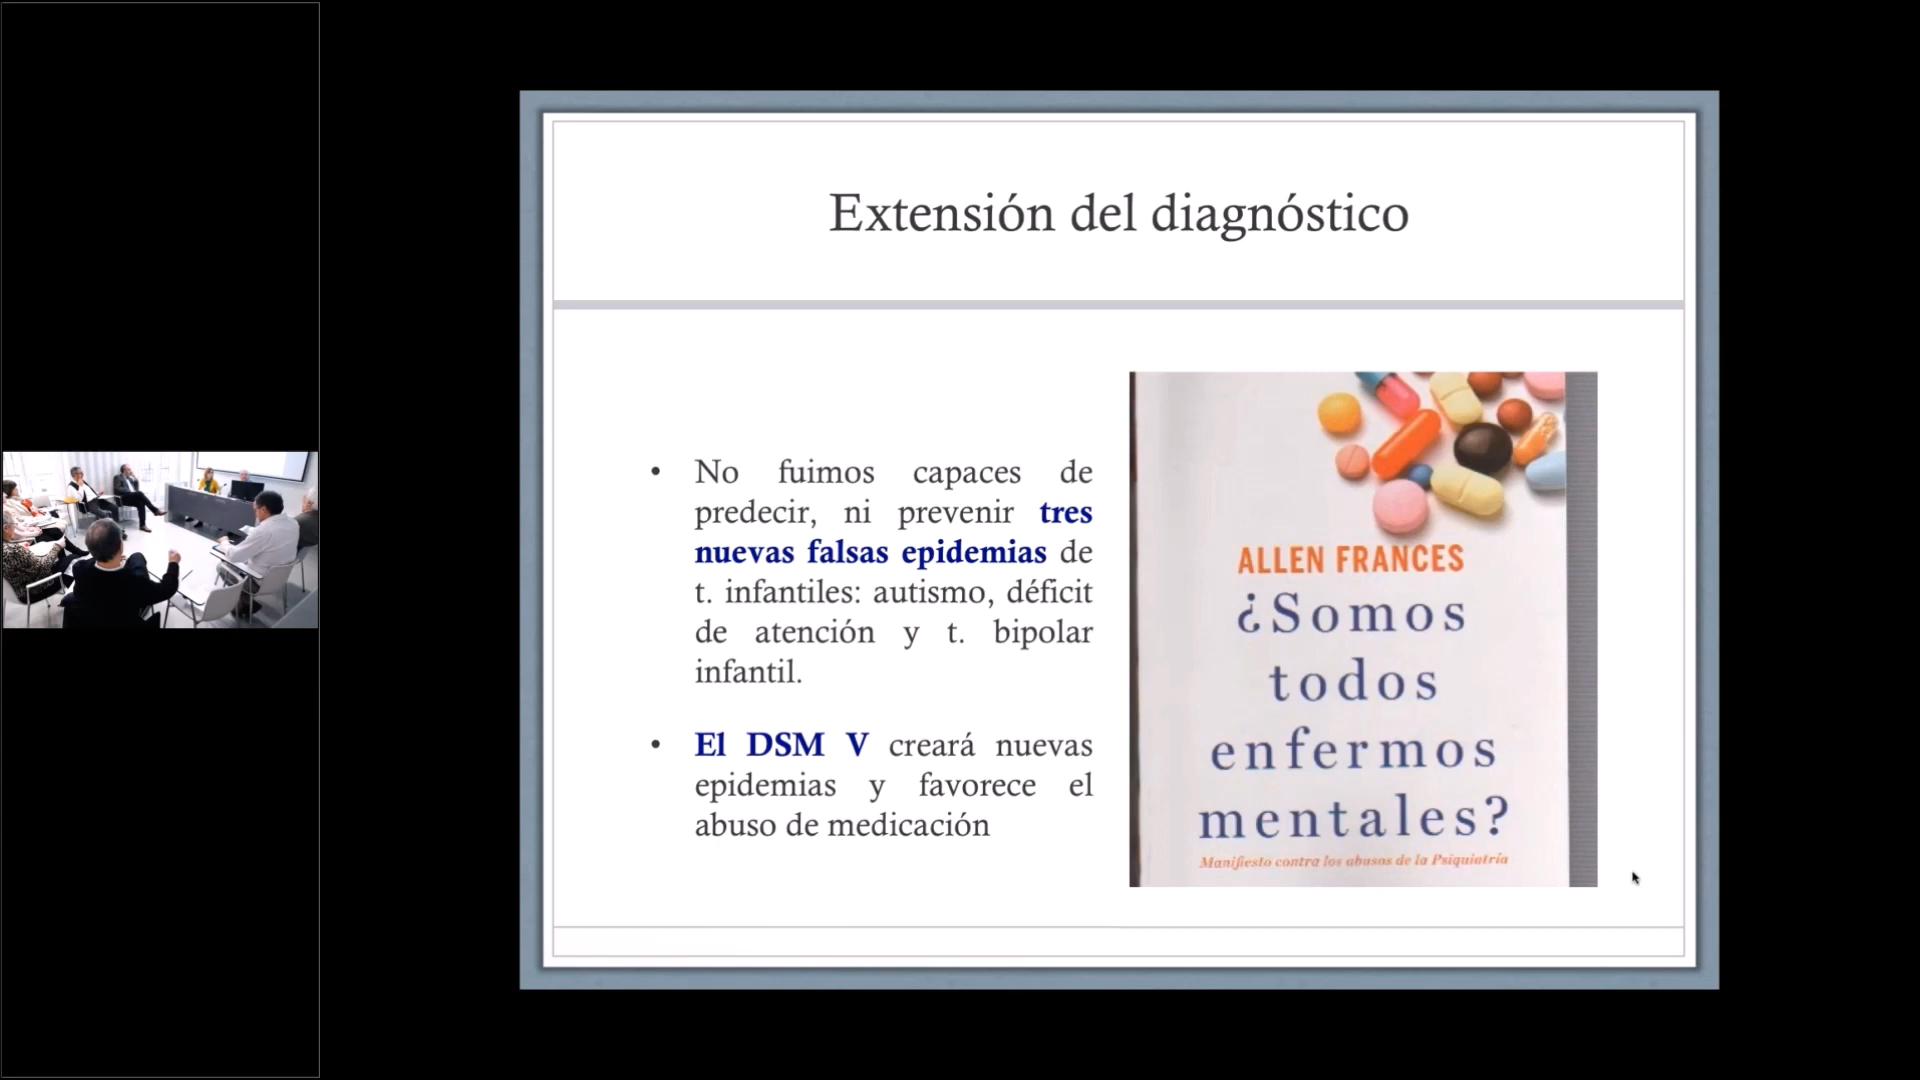 Extensión del diagnóstico
• No fuimos capaces de
predecir, ni prevenir tres
nuevas falsas epidemias de
t. infantiles: autismo, déficit
de atención y t. bipolar
infantil.
• El DSM V creará nuevas
epidemias y favorece el
abuso de medicación
ALLEN FRANCES
¿Somos
todos
enfermos
mentales?
Manifiesto contra los abusos de la Psiquiatría